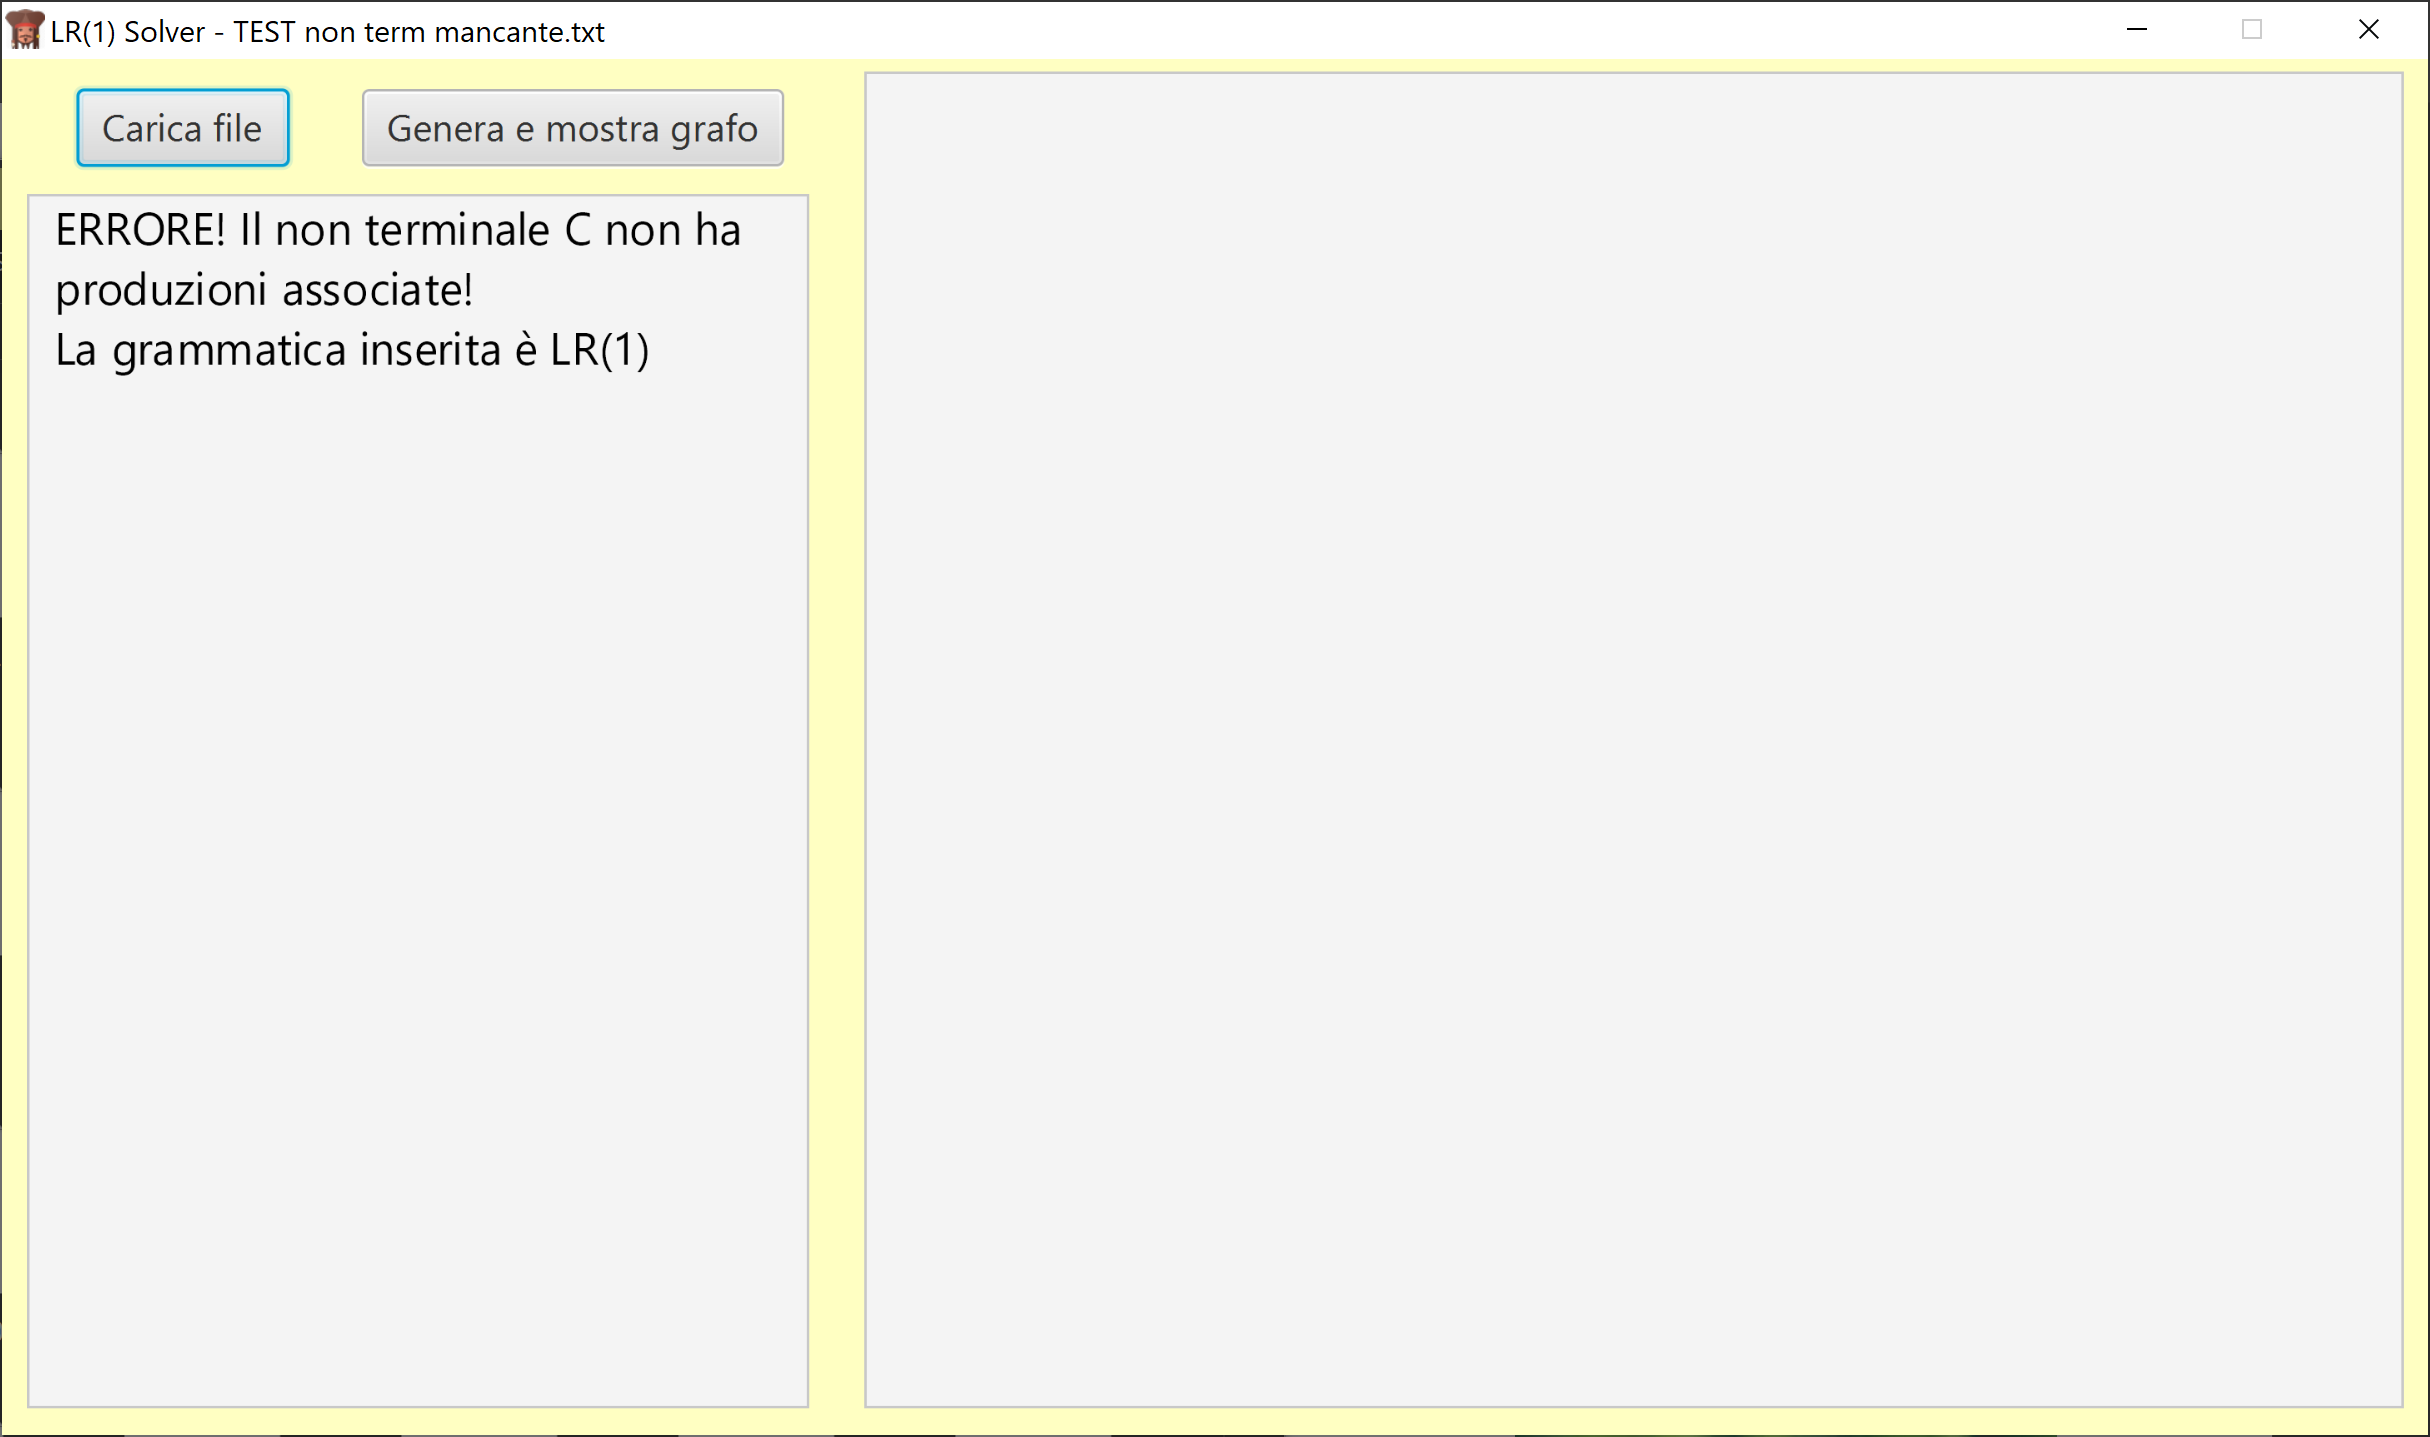 LR(1) Solver - TEST non term mancante.txt
Carica file
Genera e mostra grafo
ERRORE! Il non terminale C non ha
produzioni associate!
La grammatica inserita è LR(1)